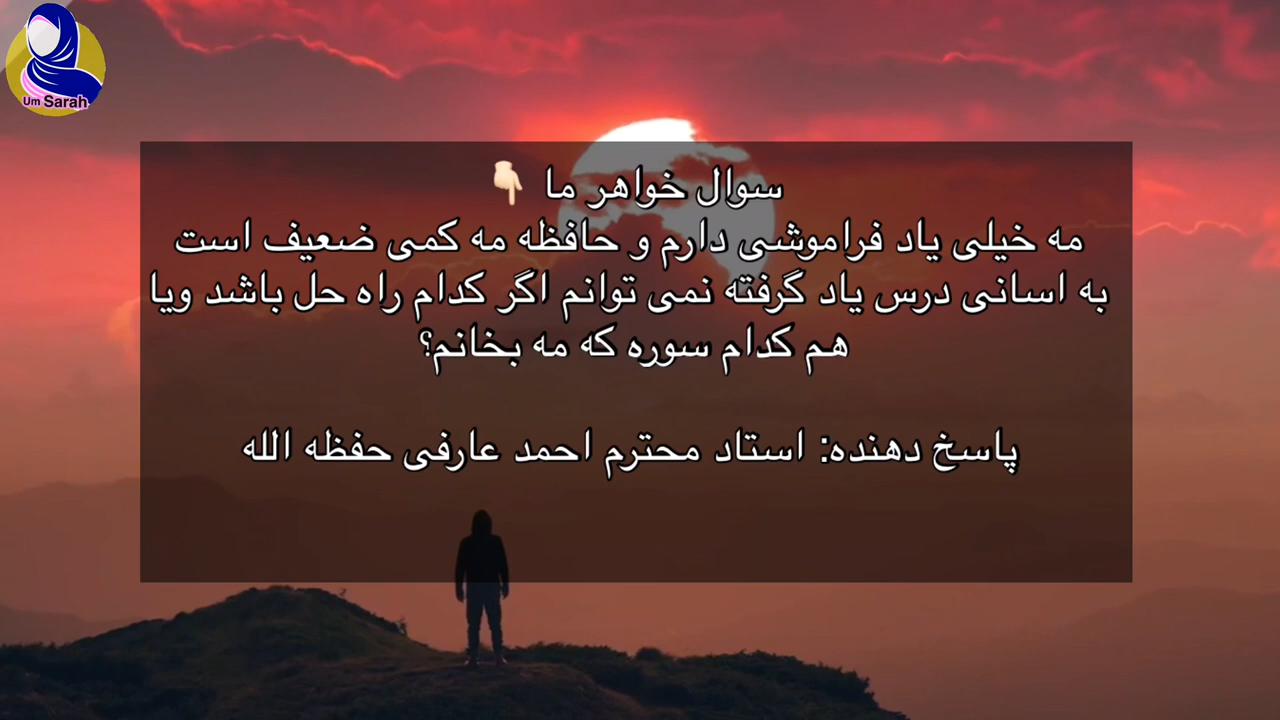 Um Sarah
سوال خواهر ما 👇🏻
مه خیلی یاد فراموشی دارم و حافظه مه کمی ضعیف است
به اسانی درس یاد گرفته نمی توانم اگر کدام راه حل باشد ویا
هم کدام سوره که مه بخانم؟
پاسخ دهنده: استاد محترم احمد عارفی حفظه الله